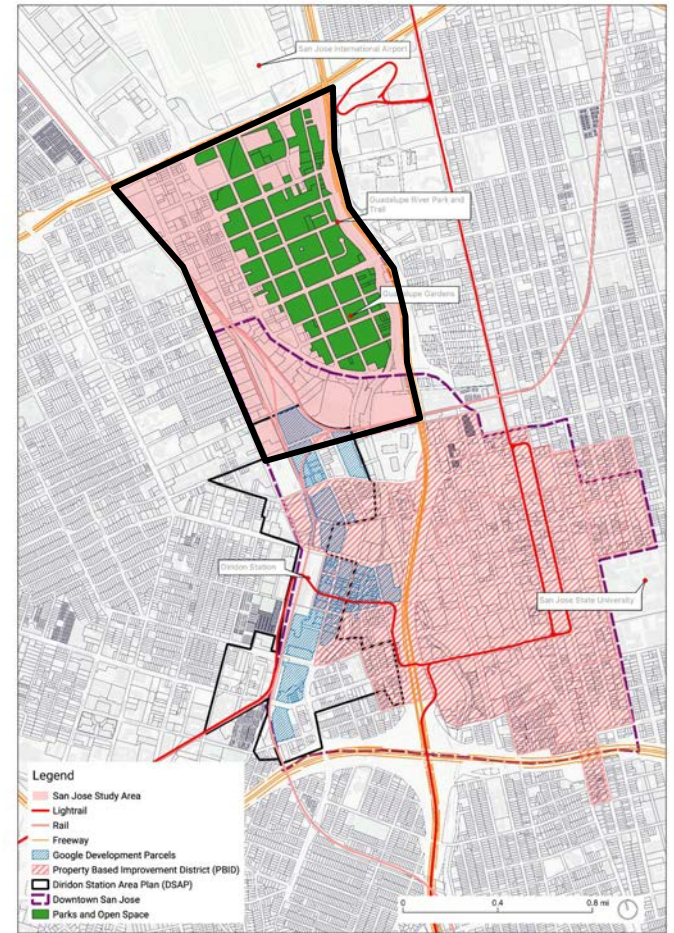 San Jose International Airport
Guadalupe River Park and
Trail
Guadalupe Gardens
Diridon Station
San Jose State University
Legend
San Jose Study Area
Lightrail
Rail
Freeway
Google Development Parcels
Property Based Improvement District (PBID)
Diridon Station Area Plan (DSAP)
Downtown San Jose
Parks and Open Space
0 0.4 0.8 mi